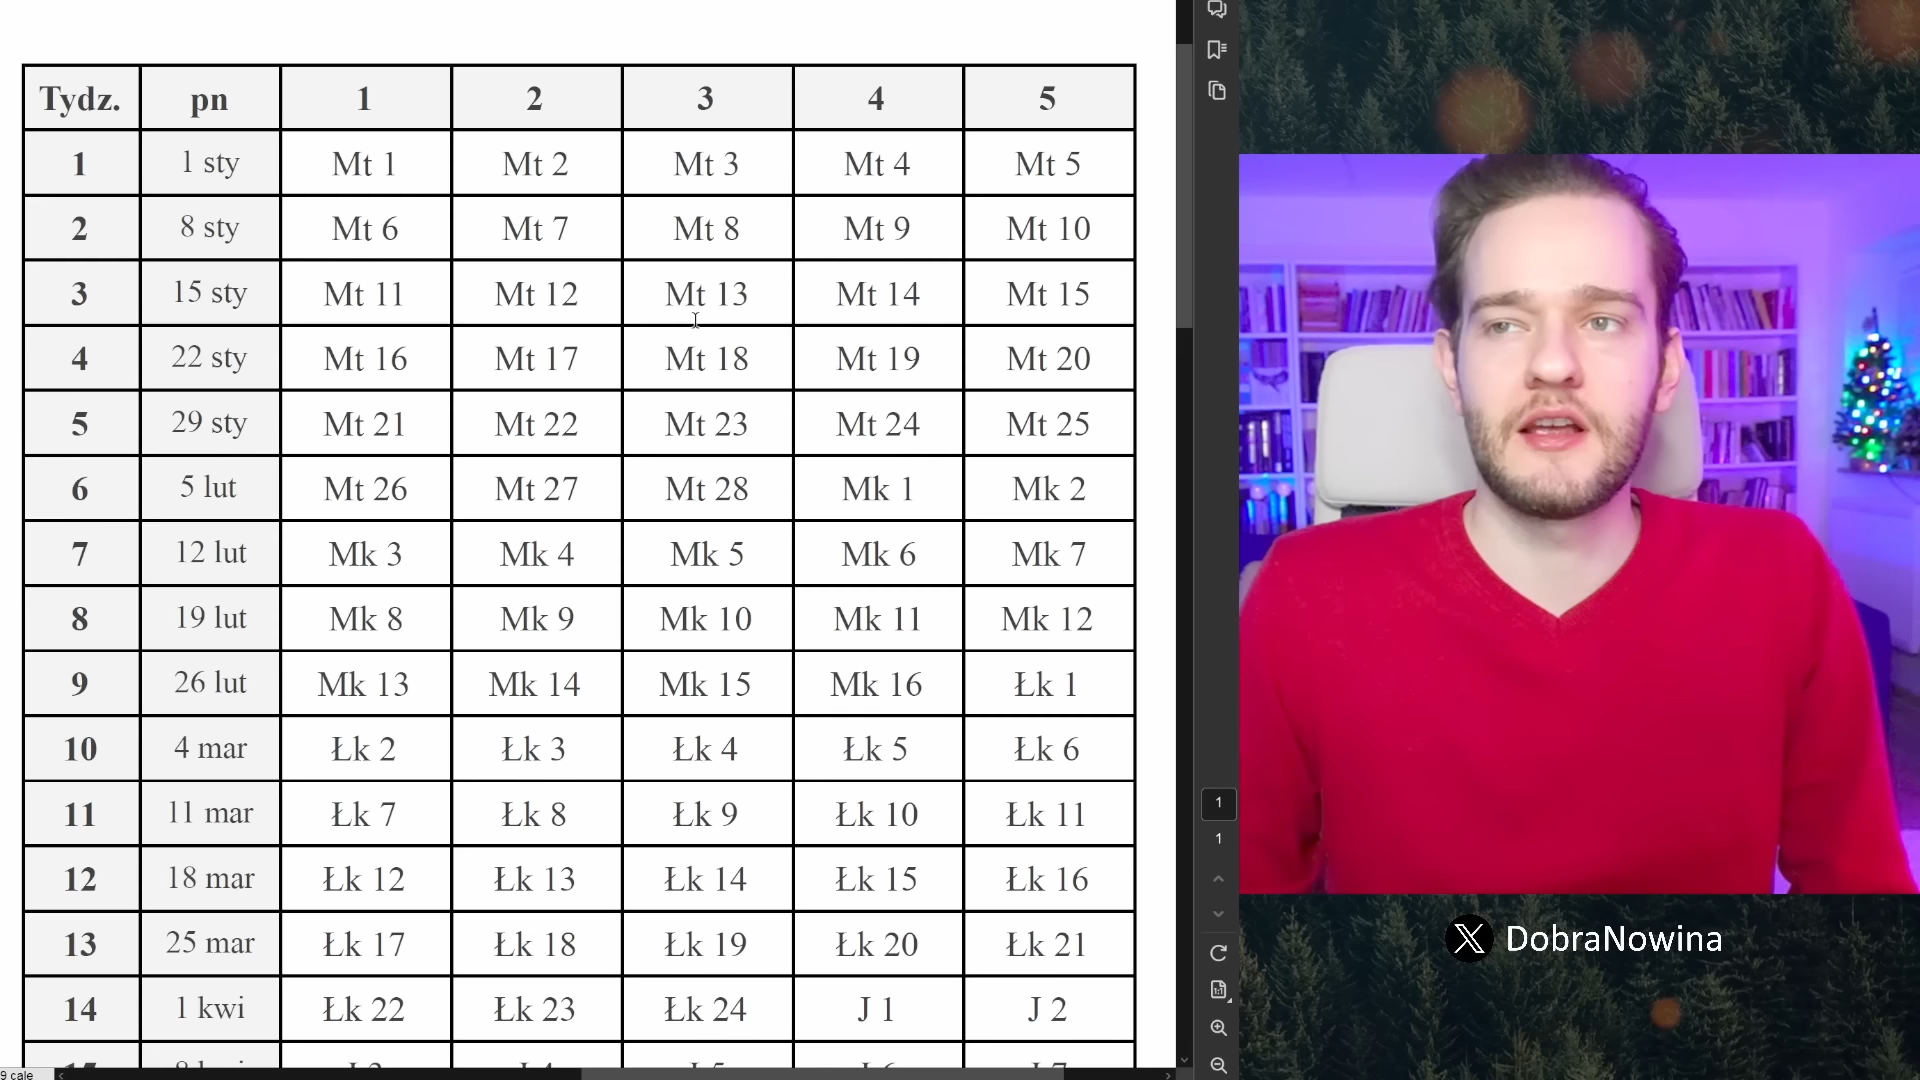 Tydz. pn 1 2 3 4 5
1 1 sty Mt 1 Mt 2 Mt 3 Mt 4 Mt 5
2 8 sty Mt 6 Mt 7 Mt 8 Mt 9 Mt 10
3 15 sty Mt 11 Mt 12 Mt 13 Mt 14 Mt 15
4 22 sty Mt 16 Mt 17 Mt 18 Mt 19 Mt 20
5 29 sty Mt 21 Mt 22 Mt 23 Mt 24 Mt 25
6 5 lut Mt 26 Mt 27 Mt 28 Mk 1 Mk 2
7 12 lut Mk 3 Mk 4 Mk 5 Mk 6 Mk 7
8 19 lut Mk 8 Mk 9 Mk 10 Mk 11 Mk 12
9 26 lut Mk 13 Mk 14 Mk 15 Mk 16 Łk 1
10 4 mar Łk 2 Łk 3 Łk 4 Łk 5 Łk 6
11 11 mar Łk 7 Łk 8 Łk 9 Łk 10 Łk 11
12 18 mar Łk 12 Łk 13 Łk 14 Łk 15 Łk 16
13 25 mar Łk 17 Łk 18 Łk 19 Łk 20 Łk 21
14 1 kwi Łk 22 Łk 23 Łk 24 J 1 J 2
9 cale
1
1
1:1
DobraNowina